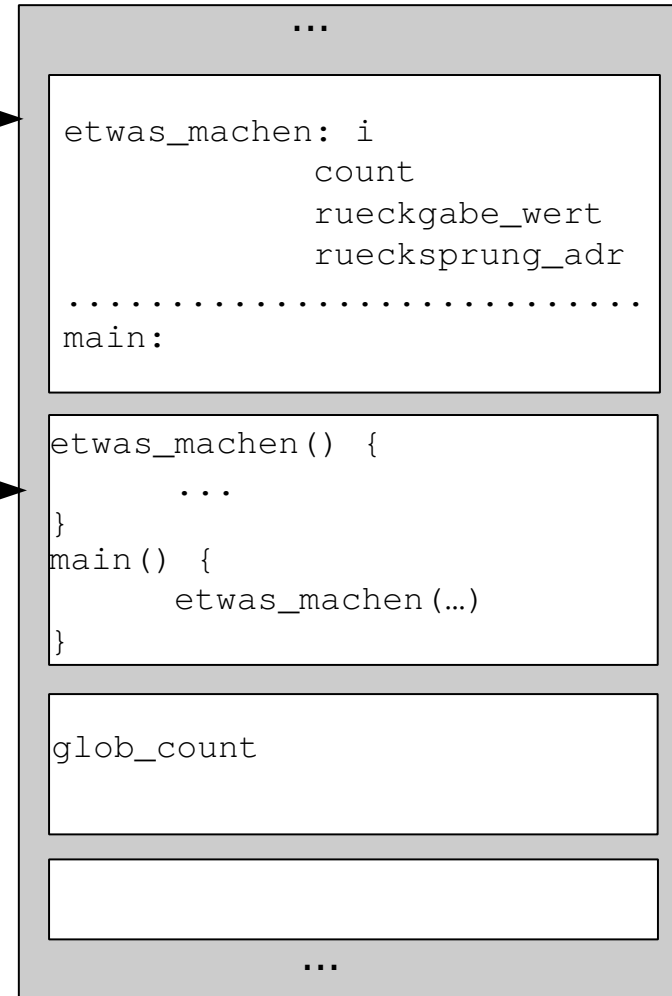 ...
etwas_machen: i
count
rueckgabe_wert
ruecksprung_adr
............................
main:
etwas_machen() {
...
}
main() {
etwas_machen(…)
}
glob_count
...